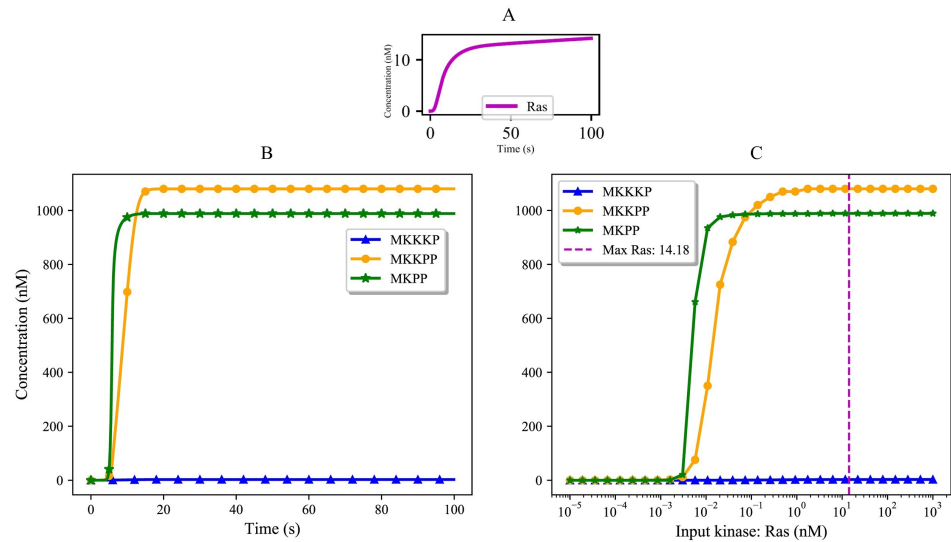 A
Concentration (nM)
10
0
Ras
0
50
100
Time (s)
B
C
Concentration (nM)
1000
800
600
400
200
0
MKKKP
MKKPP
MKPP
0
20
40
60
80
100
Time (s)
1000
800
600
400
200
0
MKKKP
MKKPP
MKPP
Max Ras: 14.18
10⁻⁵
10⁻⁴
10⁻³
10⁻²
10⁻¹
10⁰
10¹
10²
10³
Input kinase: Ras (nM)